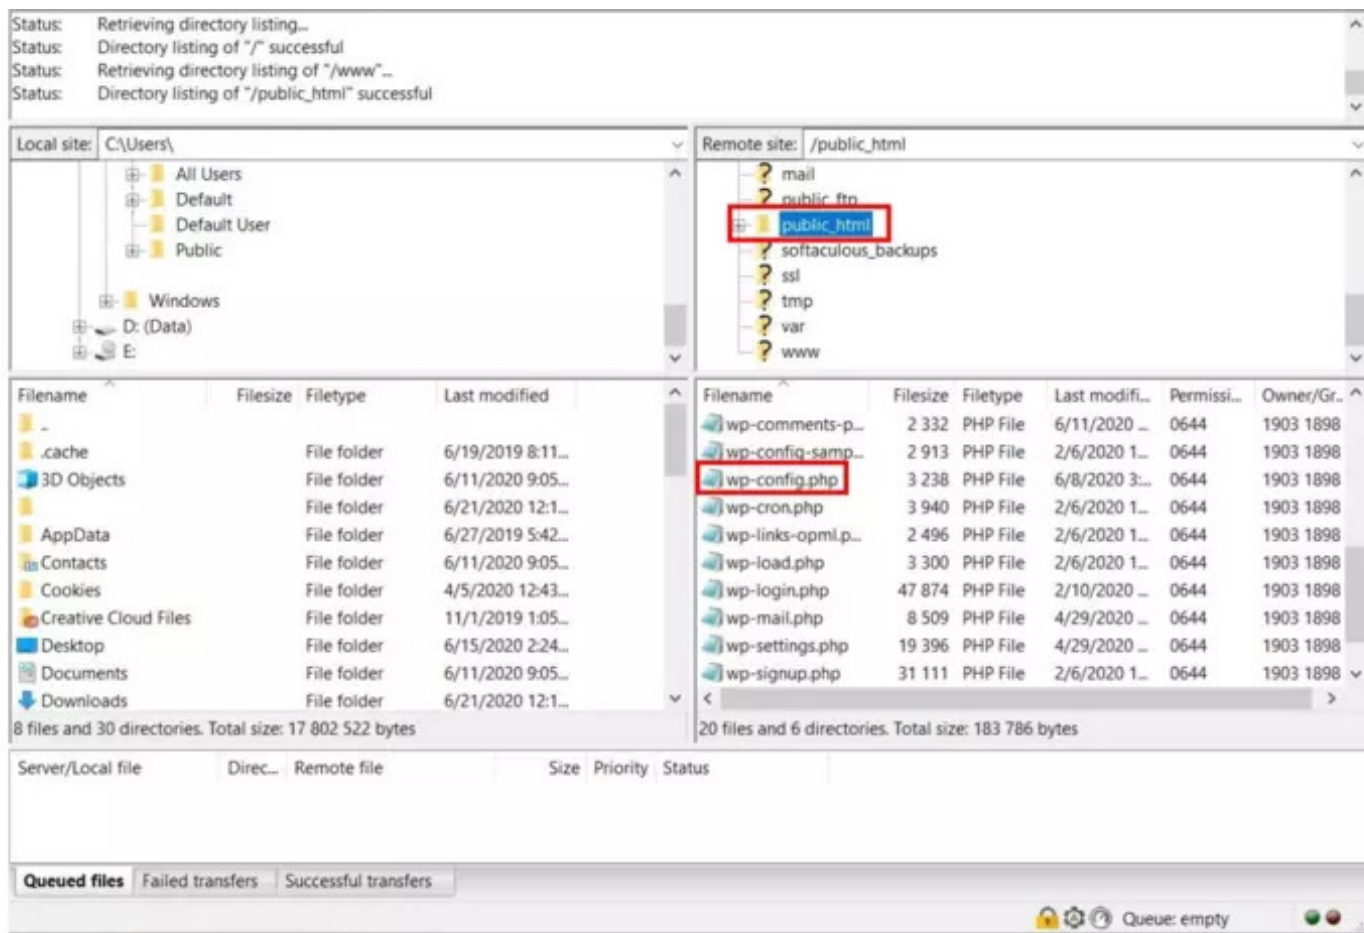 Status: Retrieving directory listing...
Status: Directory listing of "/" successful
Status: Retrieving directory listing of "/www"...
Status: Directory listing of "/public_html" successful
Local site: C:\Users\
All Users
Default
Default User
Public
Windows
D: (Data)
E:
Remote site: /public_html
mail
public_ftp
public_html
softaculous_backups
ssl
tmp
var
www
Filename Filesize Filetype Last modified
..
.cache File folder 6/19/2019 8:11...
3D Objects File folder 6/11/2020 9:05...
File folder 6/21/2020 12:1...
AppData File folder 6/27/2019 5:42...
Contacts File folder 6/11/2020 9:05...
Cookies File folder 4/5/2020 12:43...
Creative Cloud Files File folder 11/1/2019 1:05...
Desktop File folder 6/15/2020 2:24...
Documents File folder 6/11/2020 9:05...
Downloads File folder 6/21/2020 12:1...
8 files and 30 directories. Total size: 17 802 522 bytes
Filename Filesize Filetype Last modifi... Permissi... Owner/Gr...
wp-comments-p... 2 332 PHP File 6/11/2020 ... 0644 1903 1898
wp-config-samp... 2 913 PHP File 2/6/2020 1... 0644 1903 1898
wp-config.php 3 238 PHP File 6/8/2020 3:... 0644 1903 1898
wp-cron.php 3 940 PHP File 2/6/2020 1... 0644 1903 1898
wp-links-opml.p... 2 496 PHP File 2/6/2020 1... 0644 1903 1898
wp-load.php 3 300 PHP File 2/6/2020 1... 0644 1903 1898
wp-login.php 47 874 PHP File 2/10/2020 ... 0644 1903 1898
wp-mail.php 8 509 PHP File 4/29/2020 ... 0644 1903 1898
wp-settings.php 19 396 PHP File 4/29/2020 ... 0644 1903 1898
wp-signup.php 31 111 PHP File 2/6/2020 1... 0644 1903 1898
20 files and 6 directories. Total size: 183 786 bytes
Server/Local file Direc... Remote file Size Priority Status
Queued files Failed transfers Successful transfers
Queue: empty